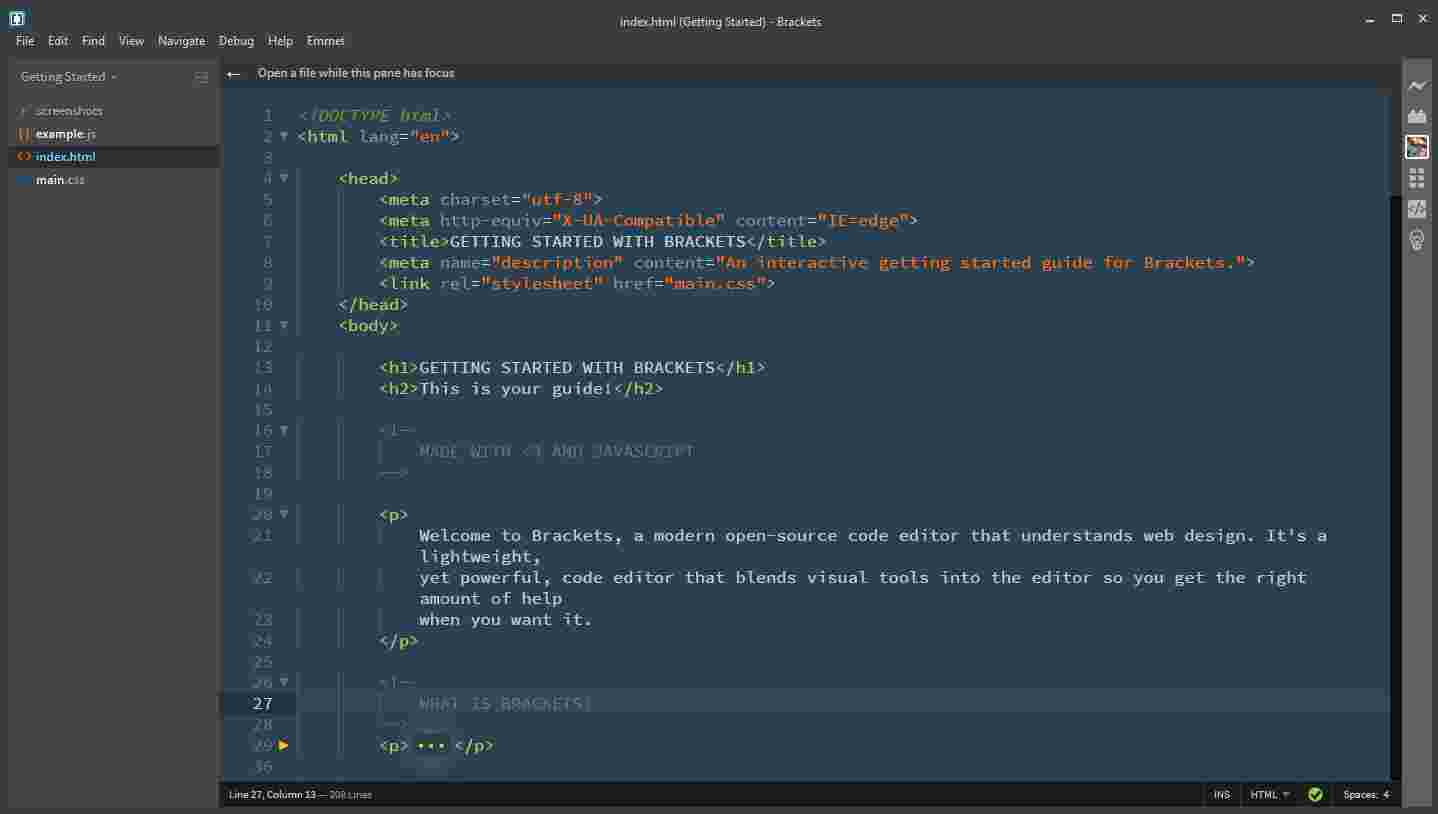 index.html (Getting Started) - Brackets
File Edit Find View Navigate Debug Help Emmet
Getting Started
Open a file while this pane has focus
screenshots
example.js
index.html
main.css
1 <!DOCTYPE html>
2 <html lang="en">
3
4 <head>
5 <meta charset="utf-8">
6 <meta http-equiv="X-UA-Compatible" content="IE=edge">
7 <title>GETTING STARTED WITH BRACKETS</title>
8 <meta name="description" content="An interactive getting started guide for Brackets.">
9 <link rel="stylesheet" href="main.css">
10 </head>
11 <body>
12
13 <h1>GETTING STARTED WITH BRACKETS</h1>
14 <h2>This is your guide!</h2>
15
16 <!--
17 MADE WITH <3 AND JAVASCRIPT
18 -->
19
20 <p>
21 Welcome to Brackets, a modern open-source code editor that understands web design. It's a
lightweight,
22 yet powerful, code editor that blends visual tools into the editor so you get the right
amount of help
23 when you want it.
24 </p>
25
26 <!--
27 WHAT IS BRACKETS?
28 -->
29 <p> ••• </p>
36
Line 27, Column 13 — 208 Lines
INS HTML Spaces: 4